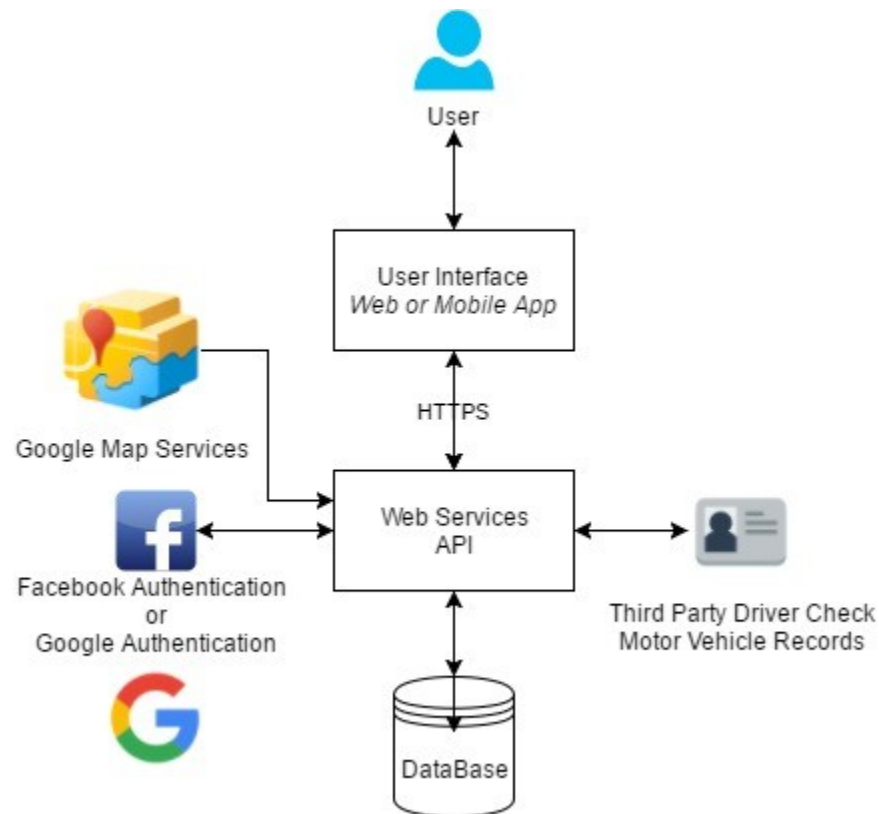 User
User Interface
Web or Mobile App
HTTPS
Google Map Services
Web Services
API
f
Facebook Authentication
or
Google Authentication
G
Third Party Driver Check
Motor Vehicle Records
DataBase